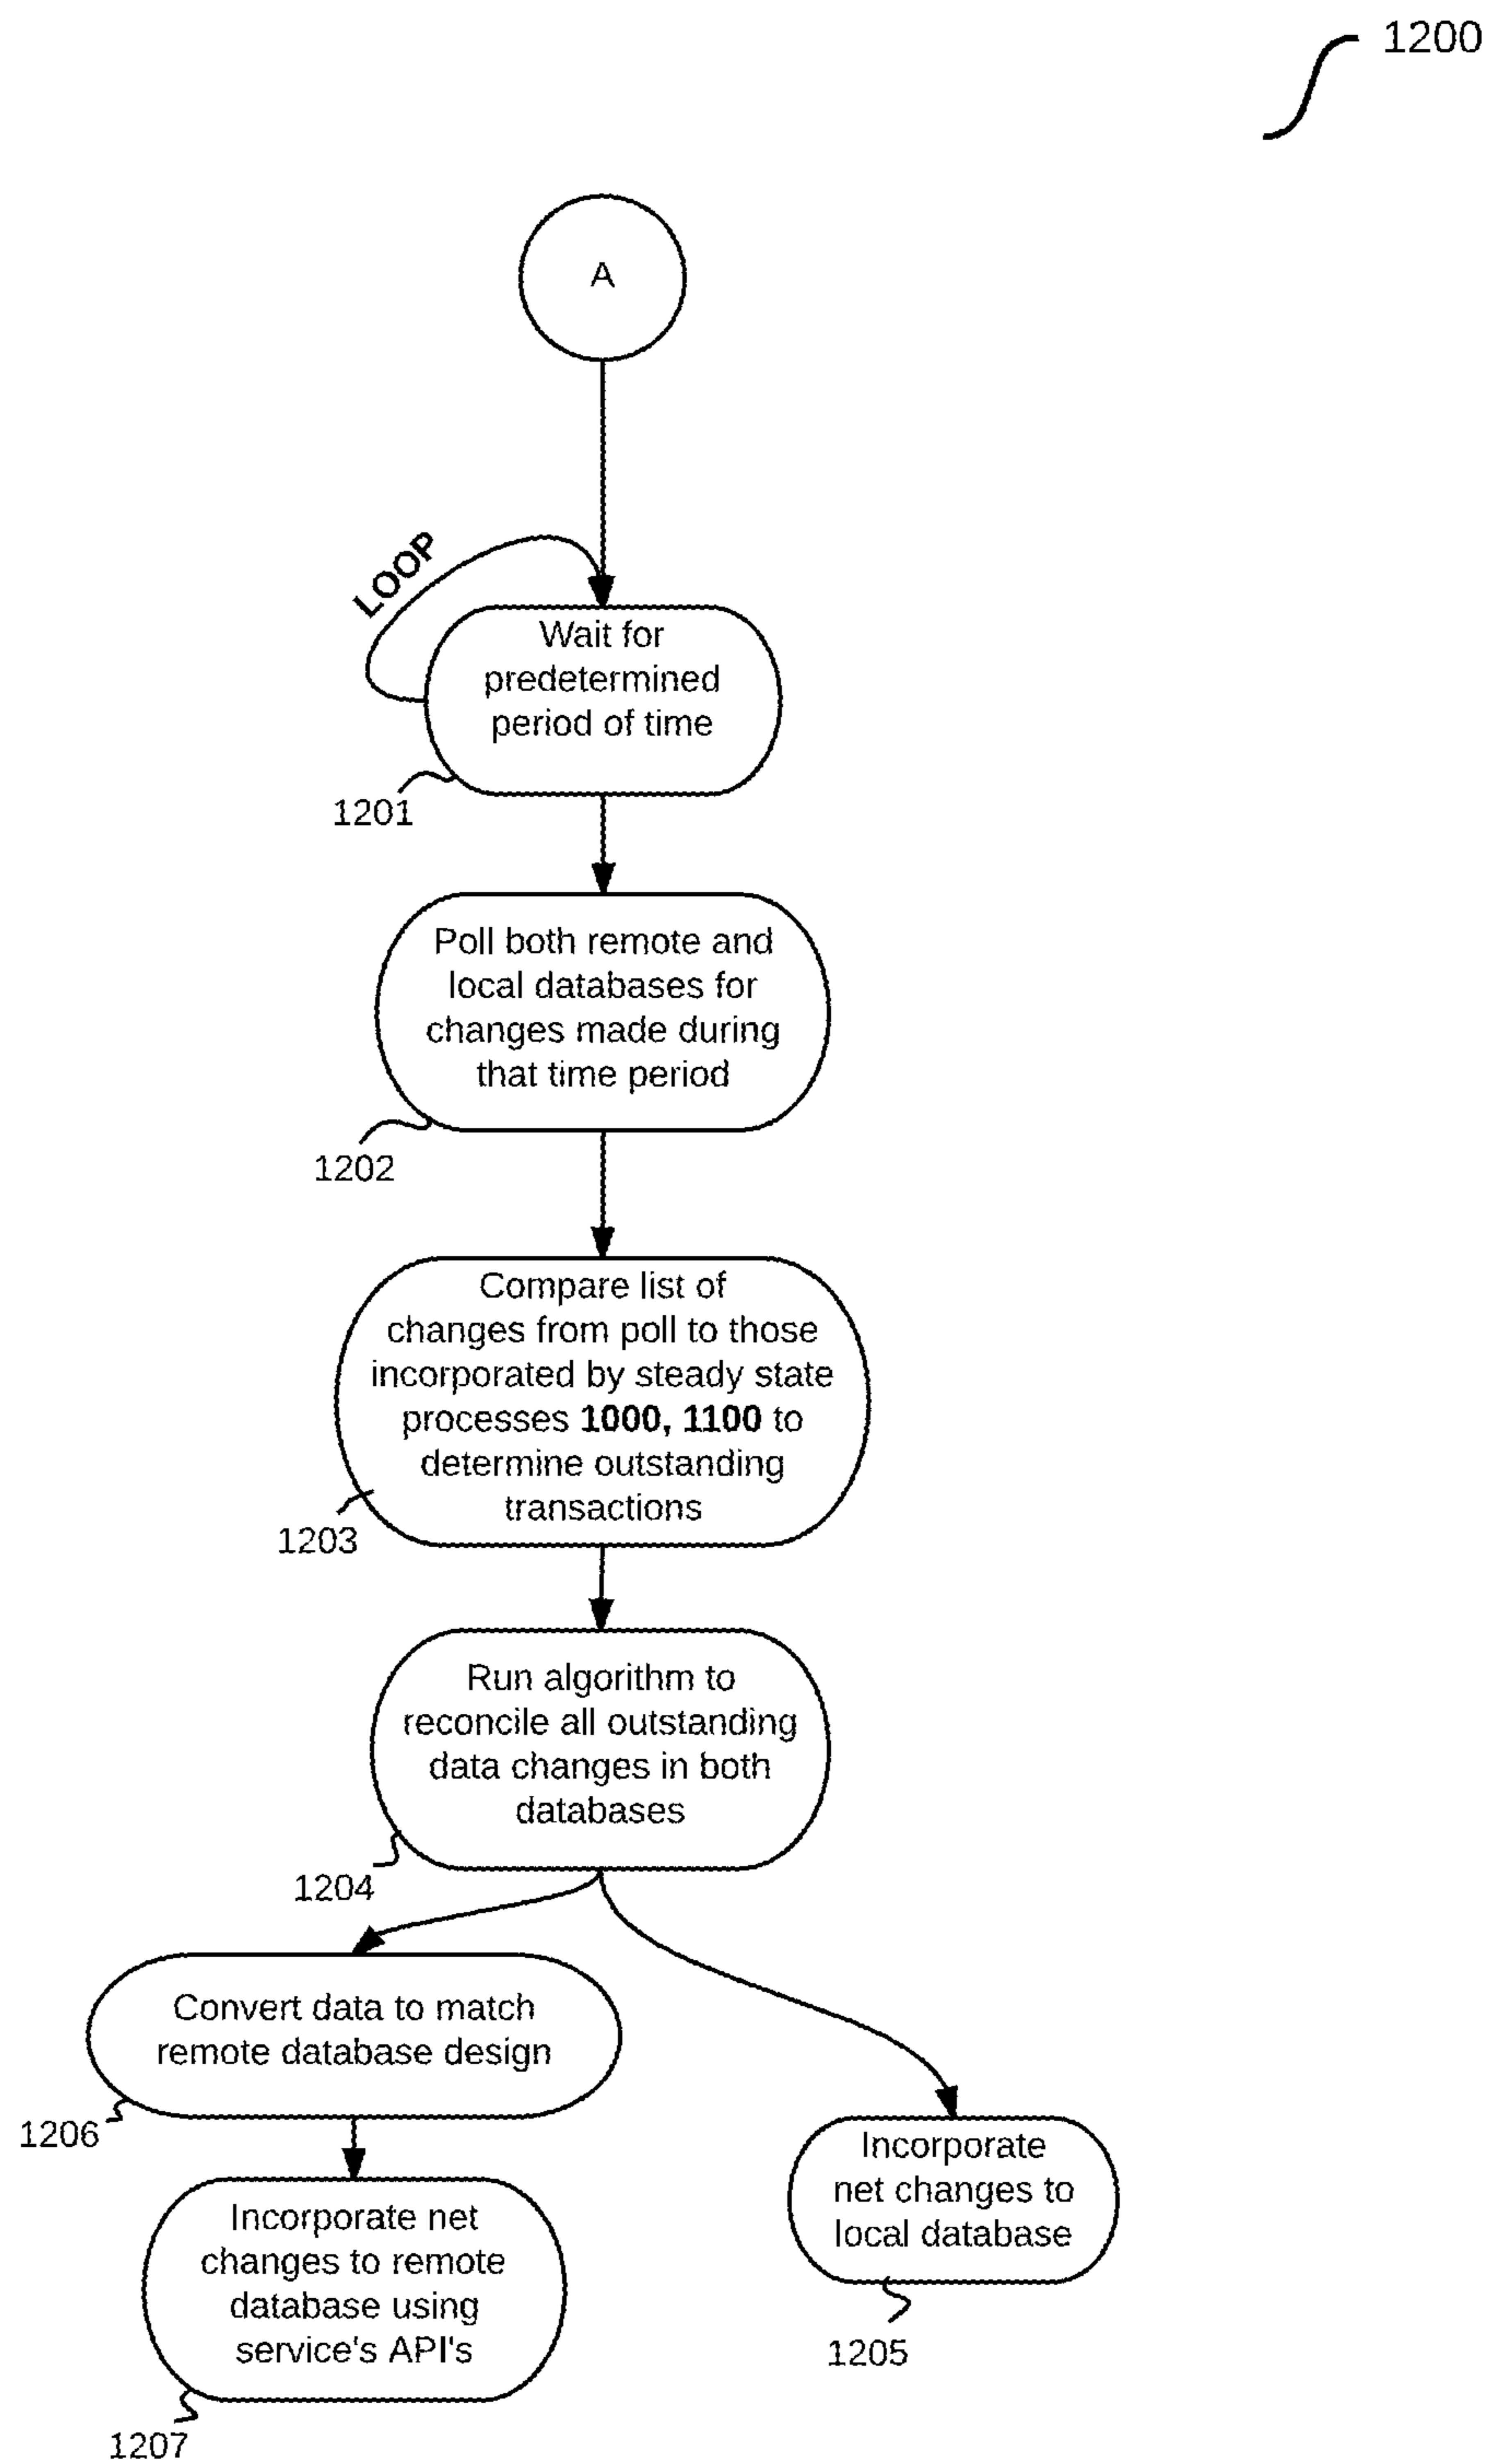 1200
A
LOOP
Wait for
predetermined
period of time
1201
Poll both remote and
local databases for
changes made during
that time period
1202
Compare list of
changes from poll to those
incorporated by steady state
processes 1000, 1100 to
determine outstanding
transactions
1203
Run algorithm to
reconcile all outstanding
data changes in both
databases
1204
Convert data to match
remote database design
1206
Incorporate net
changes to remote
database using
service's API's
1207
Incorporate
net changes to
local database
1205